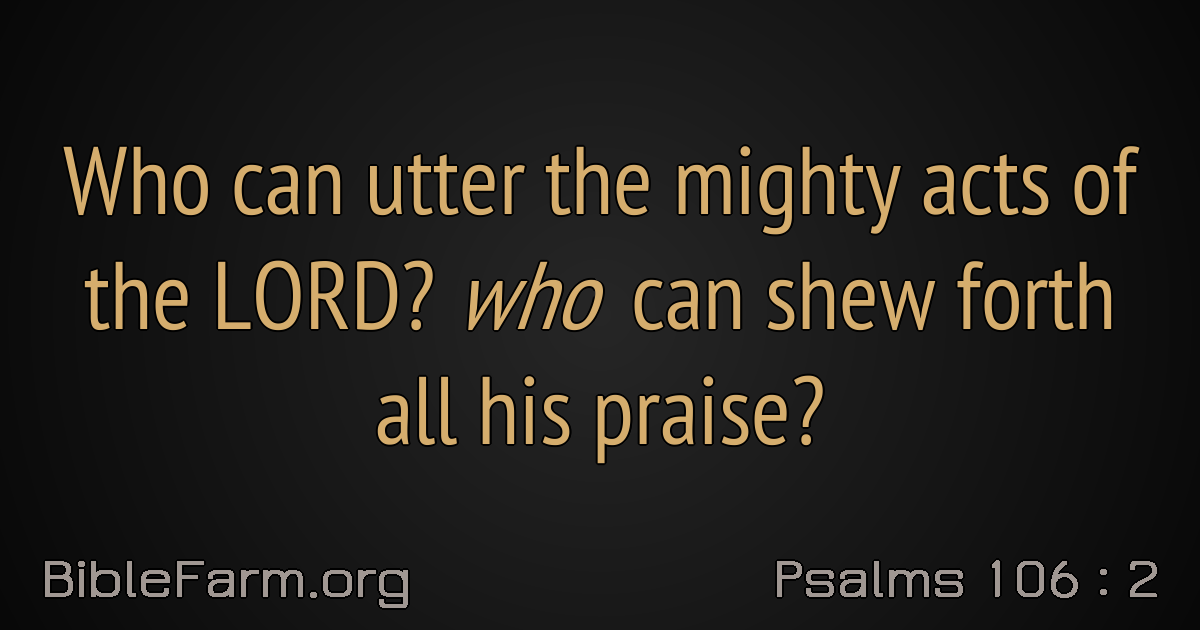 Who can utter the mighty acts of
the LORD? who can shew forth
all his praise?
BibleFarm.org
Psalms 106 : 2